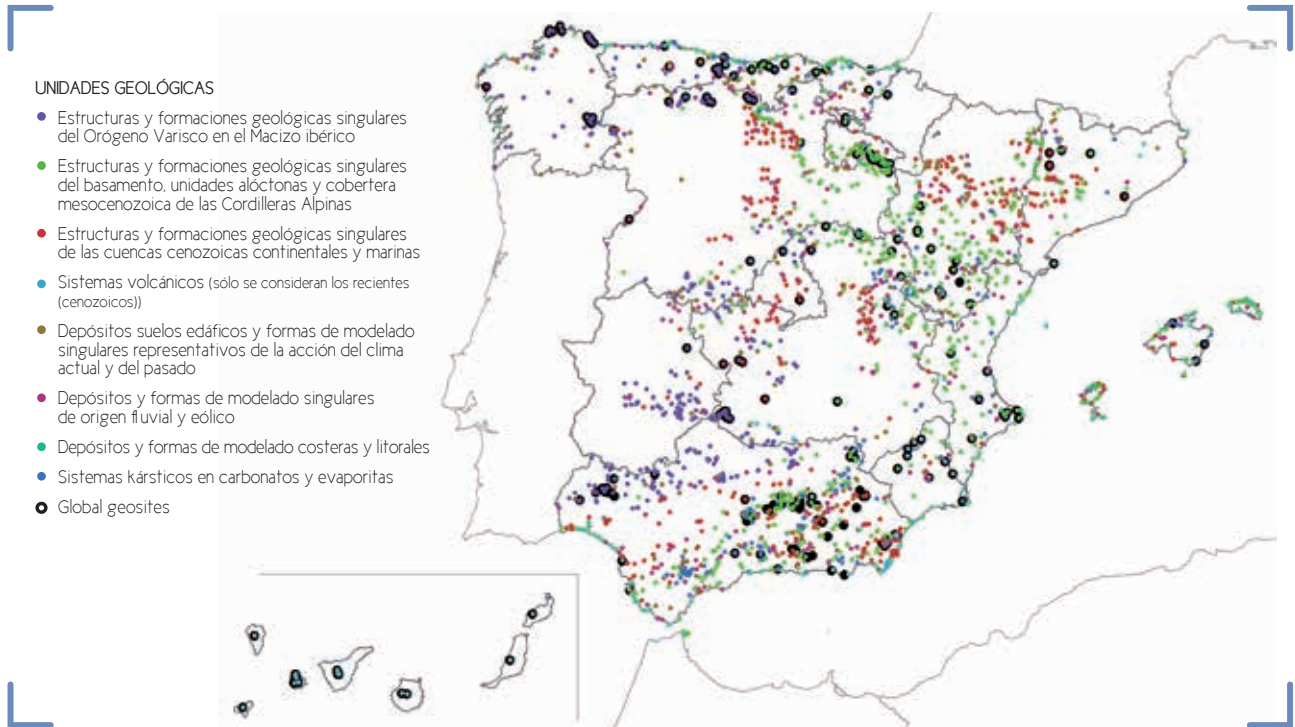 UNIDADES GEOLÓGICAS
Estructuras y formaciones geológicas singulares
del Orógeno Varisco en el Macizo ibérico
Estructuras y formaciones geológicas singulares
del basamento, unidades alóctonas y cobertera
mesocenozoica de las Cordilleras Alpinas
Estructuras y formaciones geológicas singulares
de las cuencas cenozoicas continentales y marinas
Sistemas volcánicos (sólo se consideran los recientes
(cenozoicos))
Depósitos suelos edáficos y formas de modelado
singulares representativos de la acción del clima
actual y del pasado
Depósitos y formas de modelado singulares
de origen fluvial y eólico
Depósitos y formas de modelado costeras y litorales
Sistemas kársticos en carbonatos y evaporitas
Global geosites